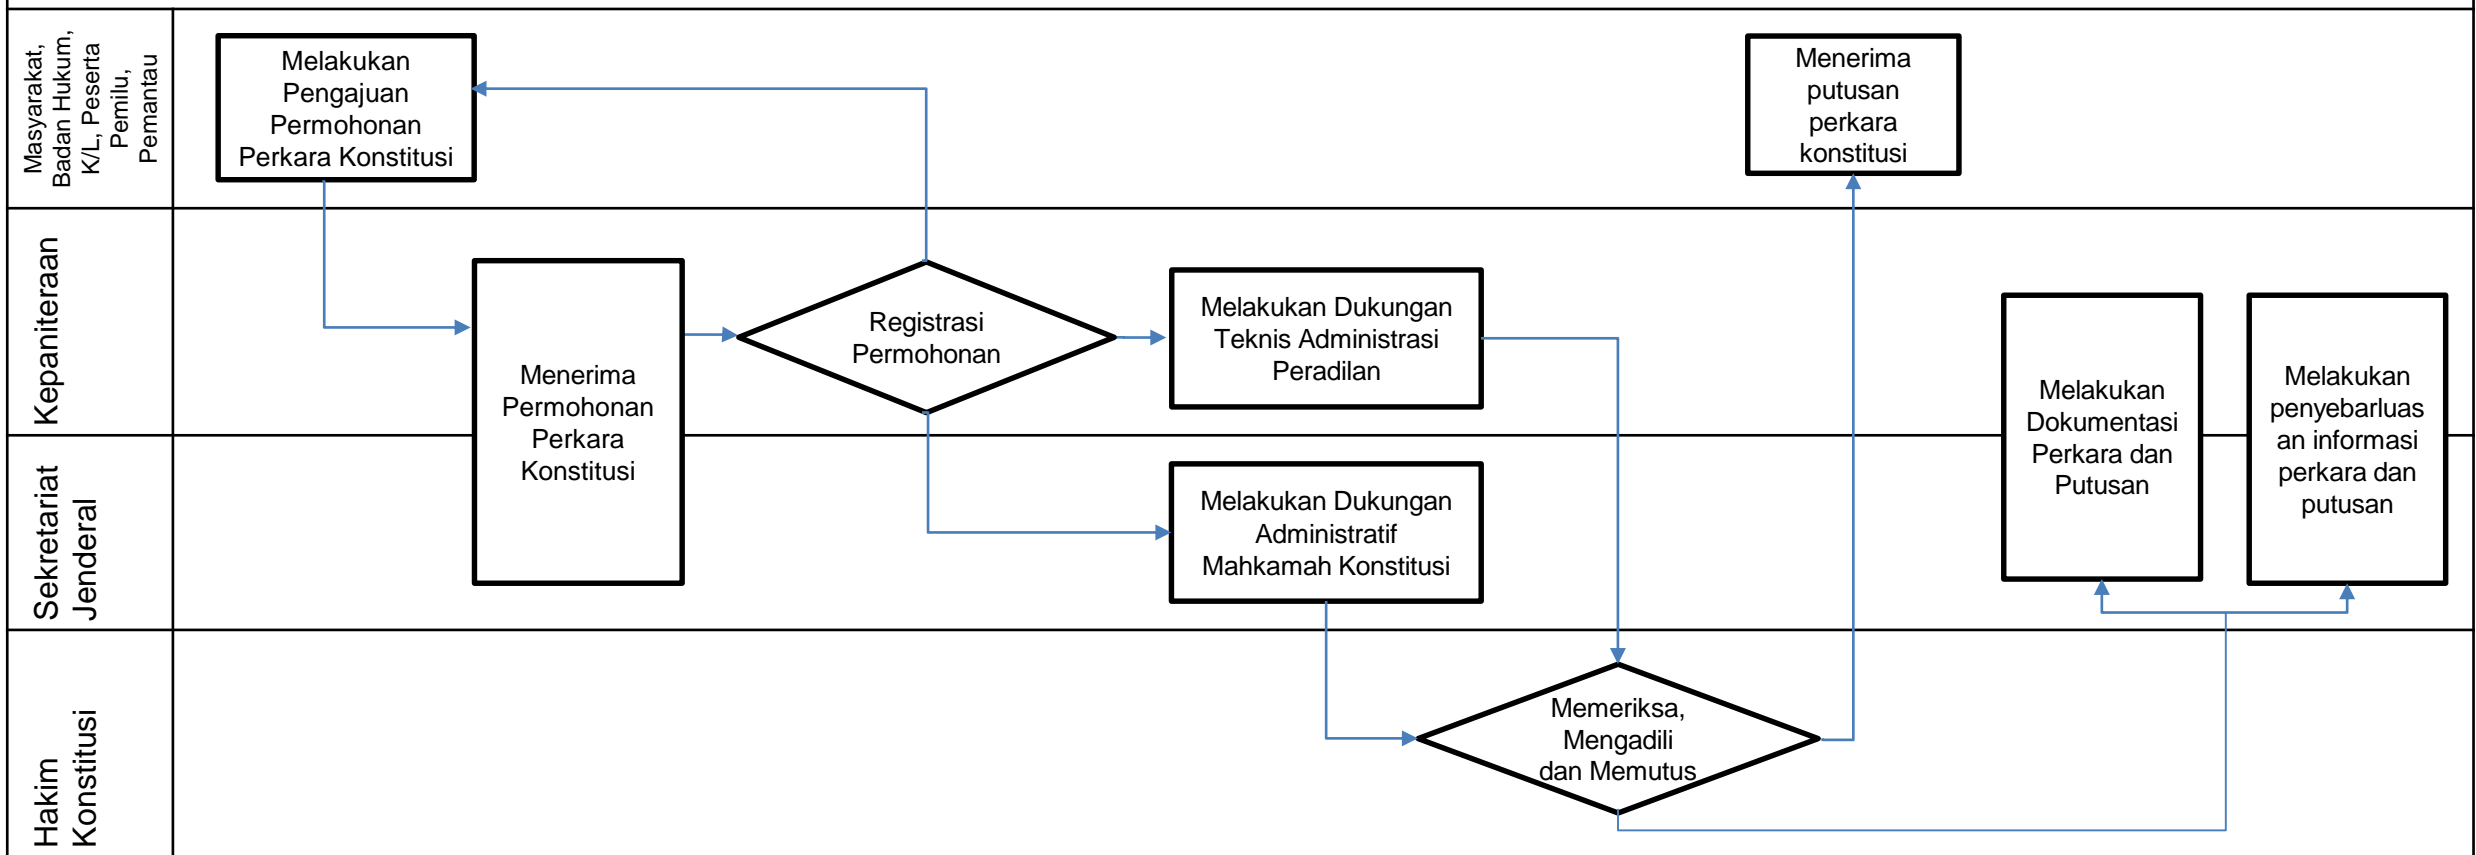 Masyarakat,
Badan Hukum,
K/L, Peserta
Pemilu,
Pemantau
Melakukan
Pengajuan
Permohonan
Perkara Konstitusi
Menerima
putusan
perkara
konstitusi
Kepaniteraan
Menerima
Permohonan
Perkara
Konstitusi
Registrasi
Permohonan
Melakukan Dukungan
Teknis Administrasi
Peradilan
Melakukan
Dokumentasi
Perkara dan
Putusan
Melakukan
penyebarluas
an informasi
perkara dan
putusan
Sekretariat
Jenderal
Melakukan Dukungan
Administratif
Mahkamah Konstitusi
Hakim
Konstitusi
Memeriksa,
Mengadili
dan Memutus